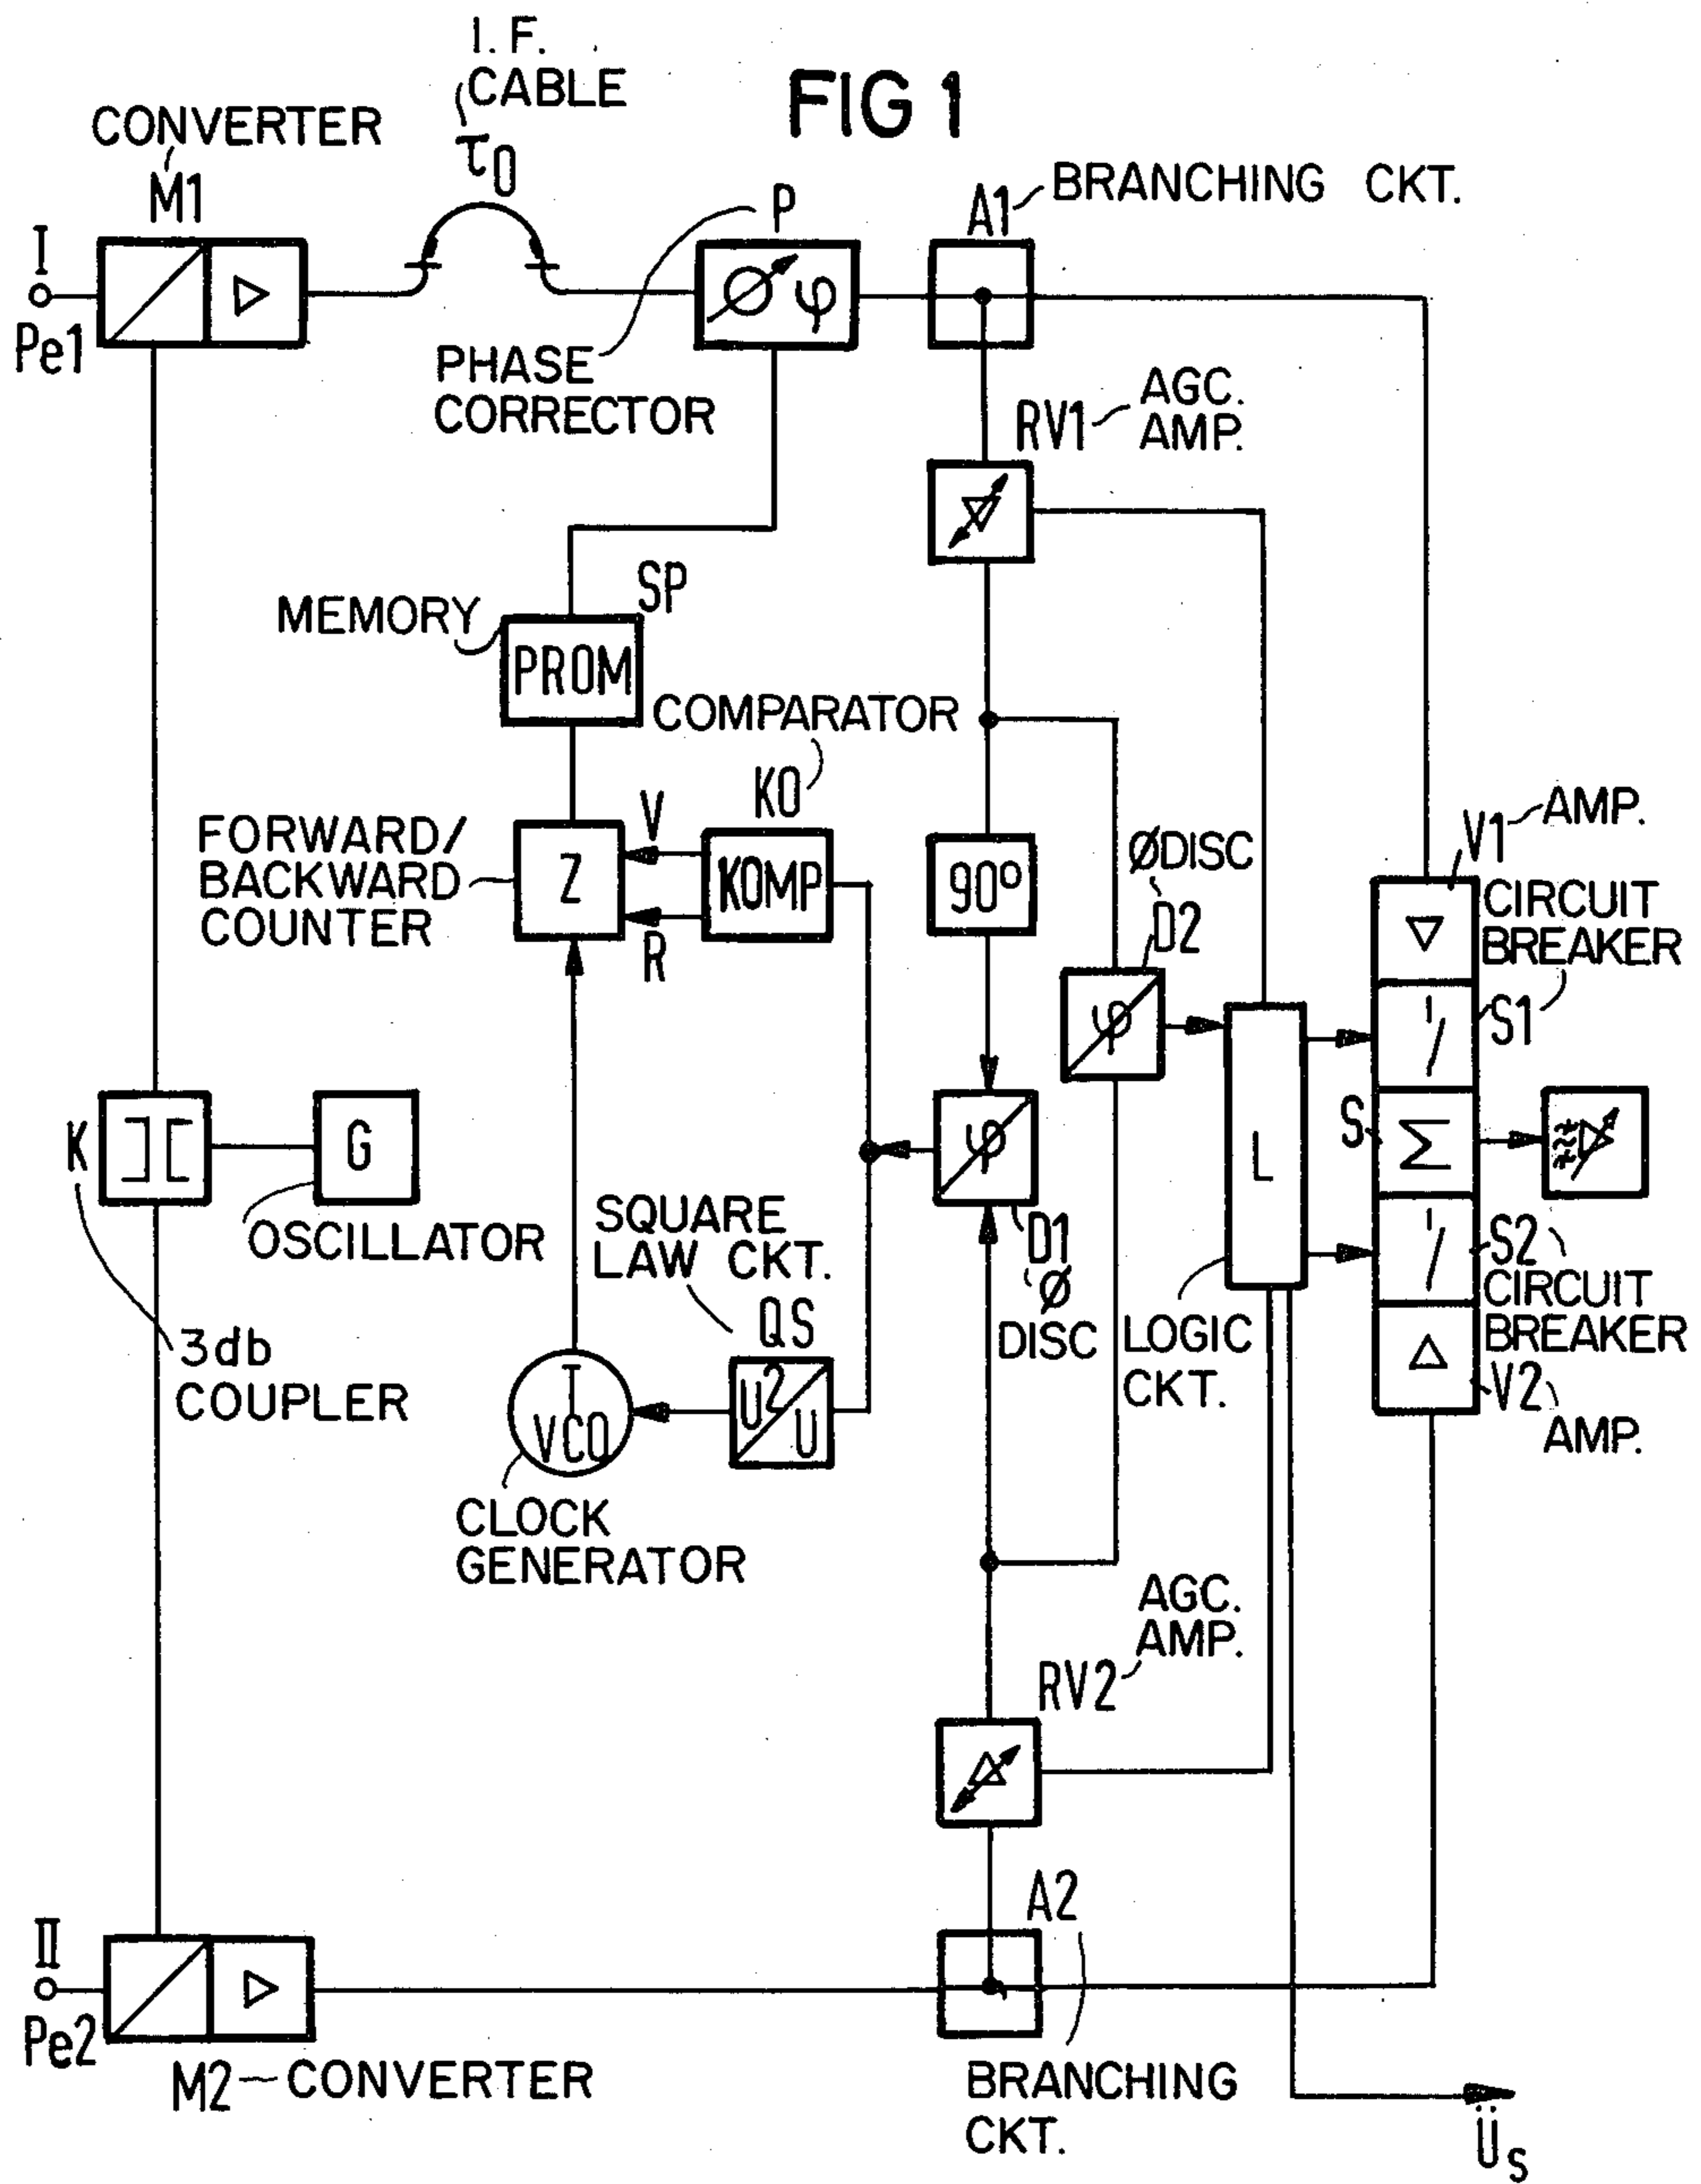 I. F.
CABLE
FIG 1
CONVERTER
τ0
M1
P
A1
BRANCHING CKT.
I
φ
Pe1
PHASE
CORRECTOR
RV1
AGC.
AMP.
SP
MEMORY
PROM
COMPARATOR
KO
V
AMP.
V1
FORWARD/
BACKWARD
COUNTER
Z
KOMP
90°
ØDISC
D2
CIRCUIT
BREAKER
R
φ
S1
K
G
φ
L
S
Σ
OSCILLATOR
SQUARE
LAW CKT.
QS
D1
Ø
DISC
S2
CIRCUIT
BREAKER
LOGIC
CKT.
3db
COUPLER
T
VCO
U²/U
V2
AMP.
CLOCK
GENERATOR
AGC.
AMP.
RV2
A2
II
Pe2
M2
CONVERTER
BRANCHING
CKT.
Üs